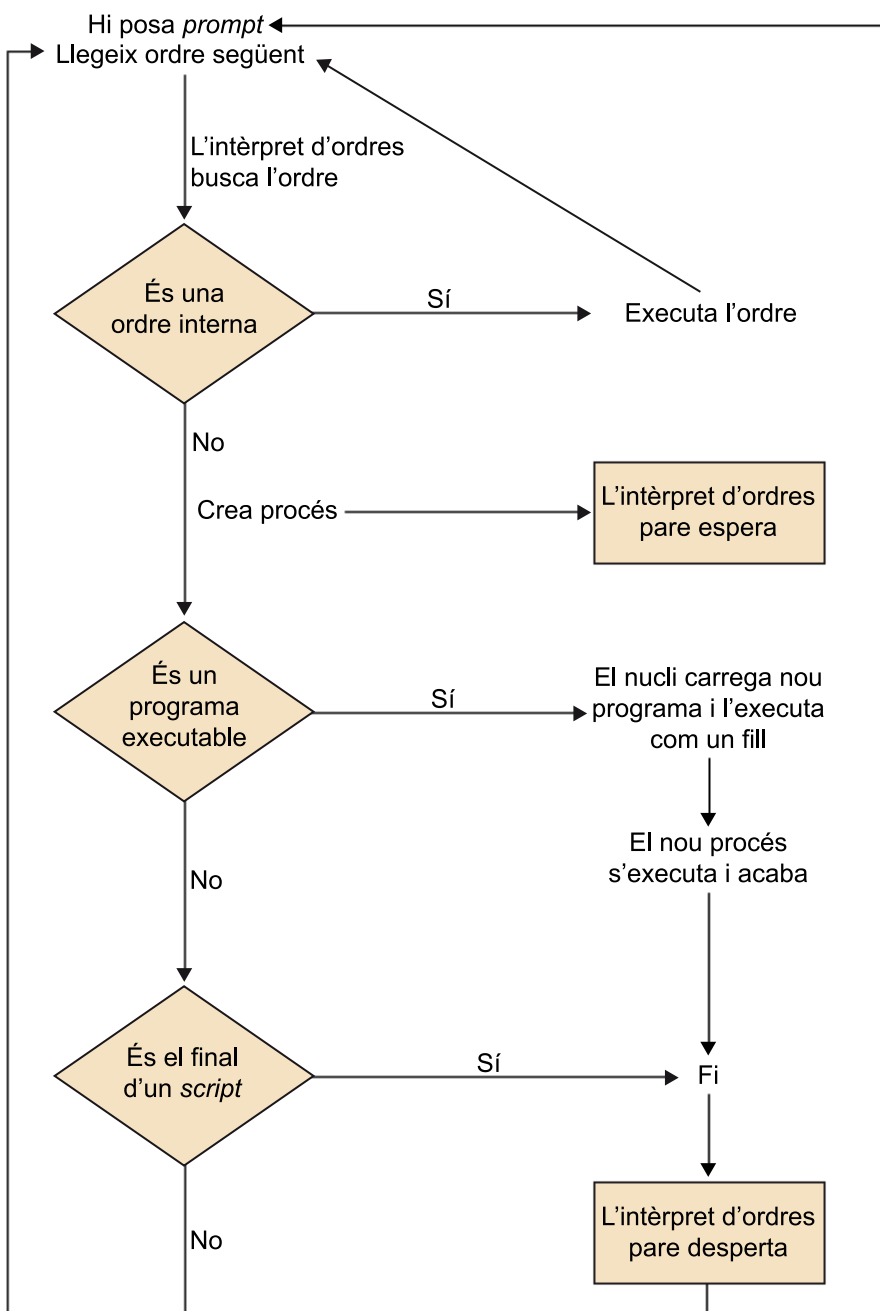 Hi posa prompt
Llegeix ordre següent
L'intèrpret d'ordres
busca l'ordre
És una
ordre interna
Sí
Executa l'ordre
No
Crea procés
L'intèrpret d'ordres
pare espera
És un
programa
executable
Sí
El nucli carrega nou
programa i l'executa
com un fill
El nou procés
s'executa i acaba
No
És el final
d'un script
Sí
Fi
No
L'intèrpret d'ordres
pare desperta